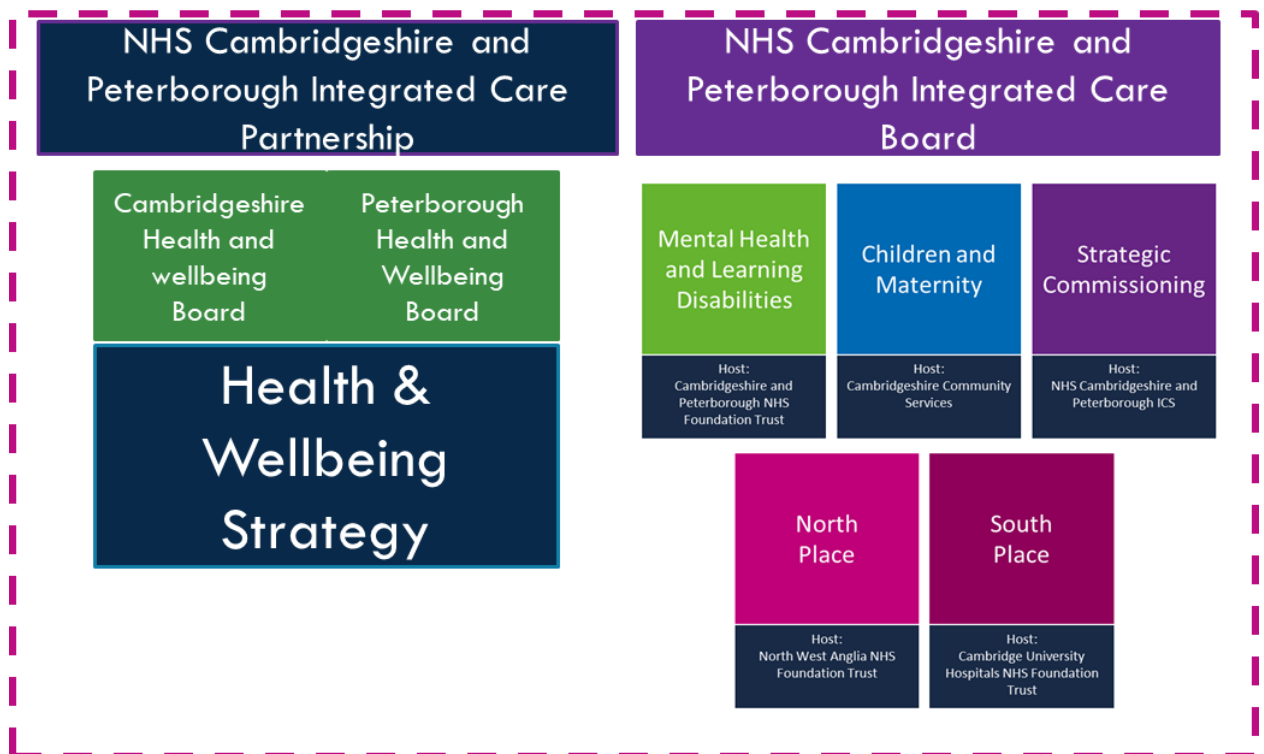 NHS Cambridgeshire and
Peterborough Integrated Care
Partnership
NHS Cambridgeshire and
Peterborough Integrated Care
Board
Cambridgeshire
Health and
wellbeing
Board
Peterborough
Health and
Wellbeing
Board
Health &
Wellbeing
Strategy
Mental Health
and Learning
Disabilities
Host:
Cambridgeshire and
Peterborough NHS
Foundation Trust
Children and
Maternity
Host:
Cambridgeshire Community
Services
Strategic
Commissioning
Host:
NHS Cambridgeshire and
Peterborough ICS
North
Place
Host:
North West Anglia NHS
Foundation Trust
South
Place
Host:
Cambridge University
Hospitals NHS Foundation
Trust